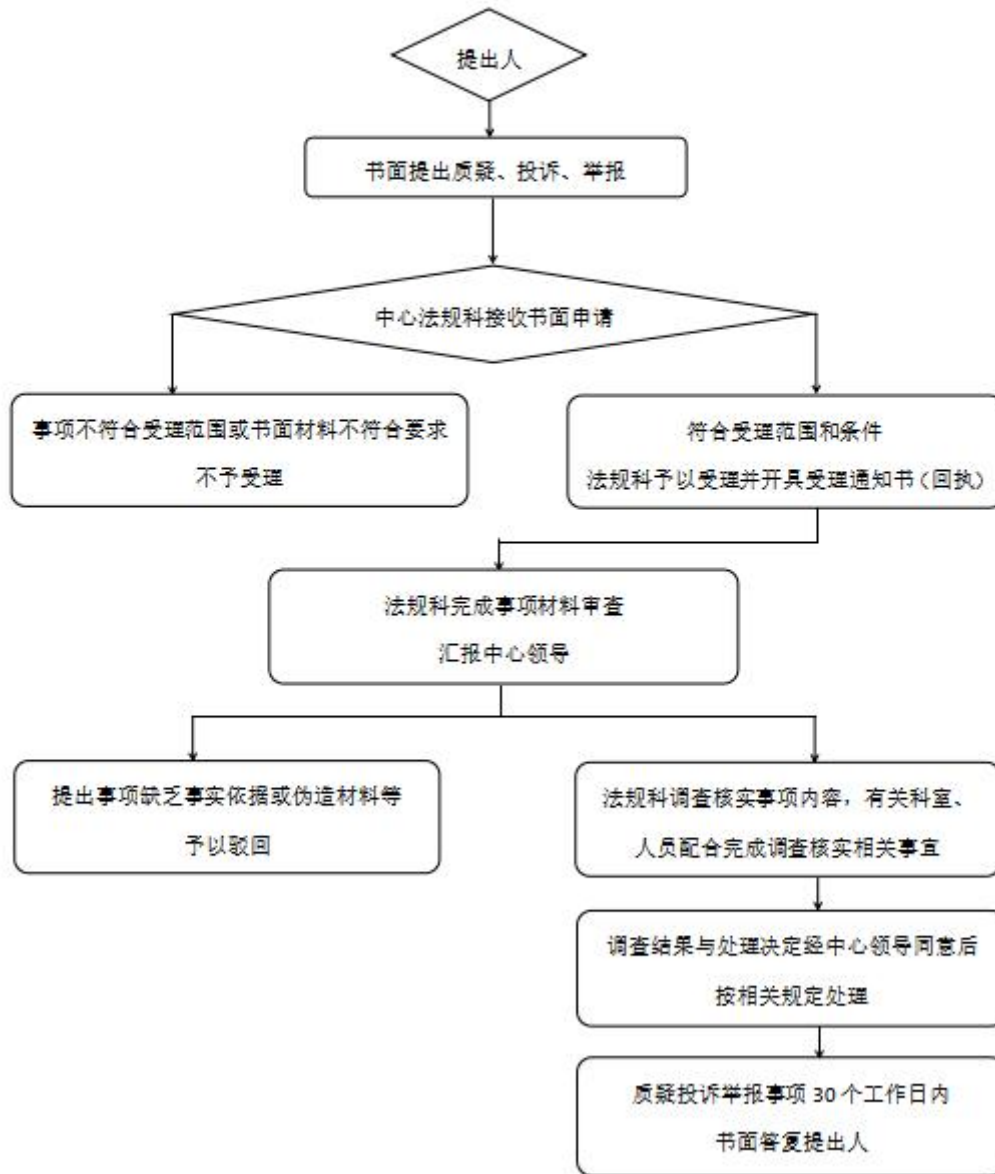 提出人
书面提出质疑、投诉、举报
中心法规科接收书面申请
事项不符合受理范围或书面材料不符合要求
不予受理
符合受理范围和条件
法规科予以受理并开具受理通知书（回执）
法规科完成事项材料审查
汇报中心领导
提出事项缺乏事实依据或伪造材料等
予以驳回
法规科调查核实事项内容，有关科室、
人员配合完成调查核实相关事宜
调查结果与处理决定经中心领导同意后
按相关规定处理
质疑投诉举报事项 30 个工作日内
书面答复提出人